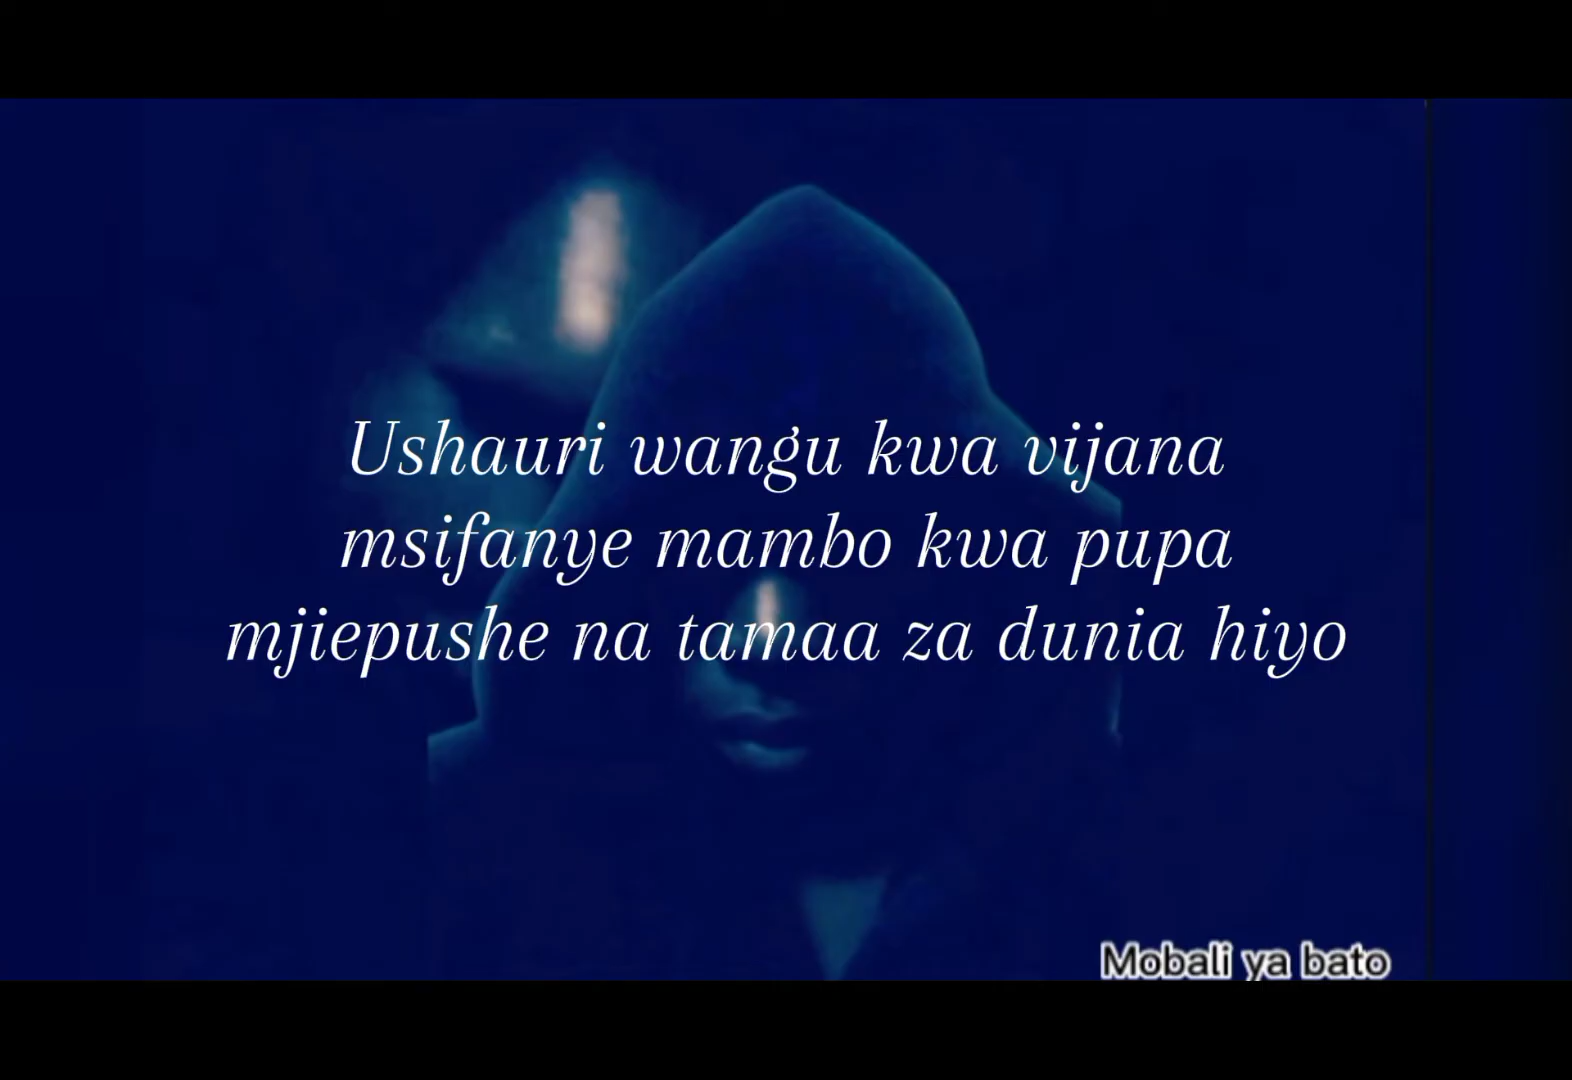 Ushauri wangu kwa vijana
msifanye mambo kwa pupa
mjiepushe na tamaa za dunia hiyo
Mobali ya bato